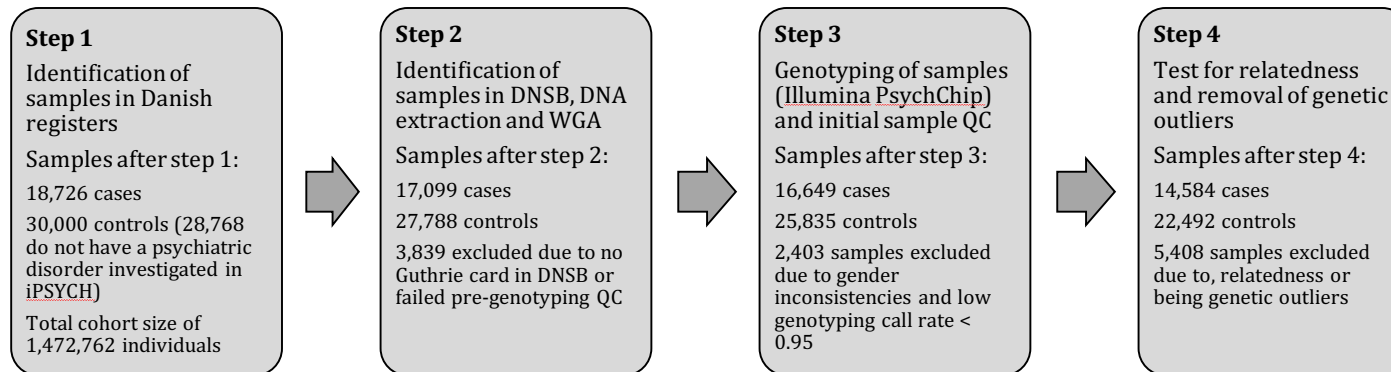 Step 1
Identification of
samples in Danish
registers
Samples after step 1:
18,726 cases
30,000 controls (28,768
do not have a psychiatric
disorder investigated in
iPSYCH)
Total cohort size of
1,472,762 individuals
Step 2
Identification of
samples in DNSB, DNA
extraction and WGA
Samples after step 2:
17,099 cases
27,788 controls
3,839 excluded due to no
Guthrie card in DNSB or
failed pre-genotyping QC
Step 3
Genotyping of samples
(Illumina PsychChip)
and initial sample QC
Samples after step 3:
16,649 cases
25,835 controls
2,403 samples excluded
due to gender
inconsistencies and low
genotyping call rate <
0.95
Step 4
Test for relatedness
and removal of genetic
outliers
Samples after step 4:
14,584 cases
22,492 controls
5,408 samples excluded
due to, relatedness or
being genetic outliers